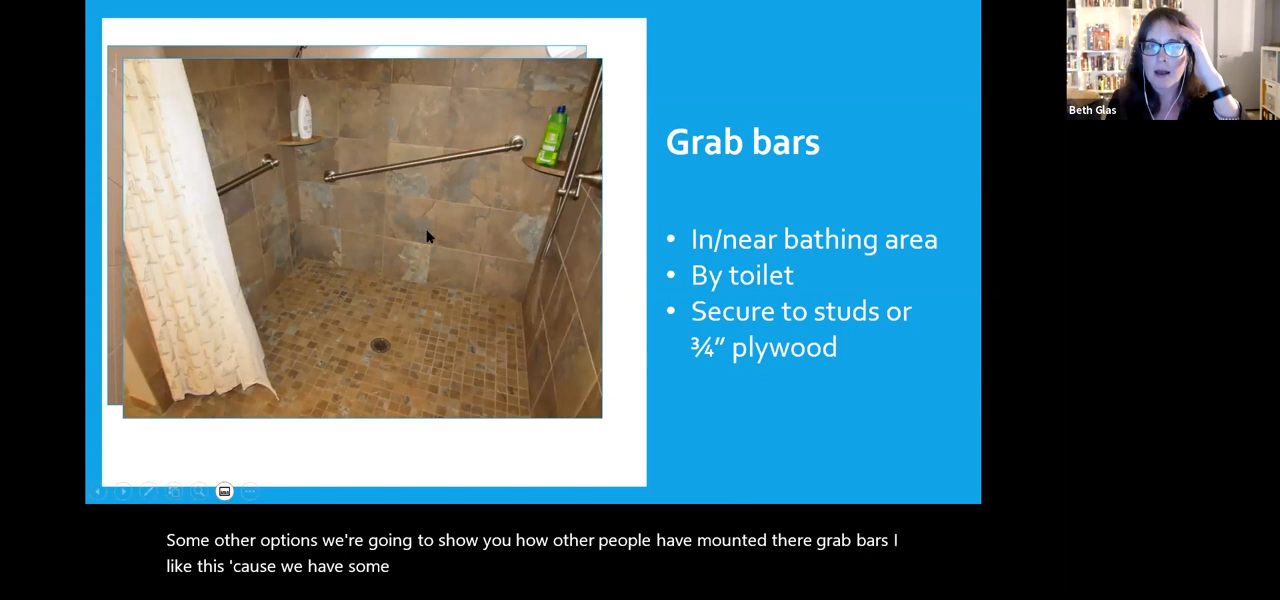 Beth Glas
Grab bars
• In/near bathing area
• By toilet
• Secure to studs or
¾” plywood
Some other options we're going to show you how other people have mounted there grab bars I
like this 'cause we have some